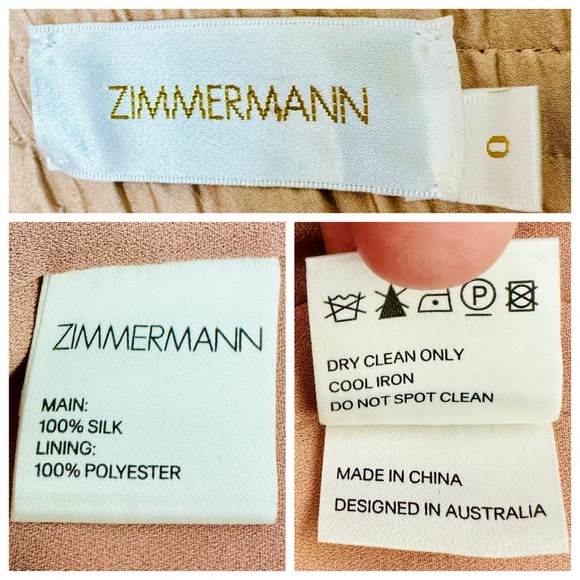 ZIMMERMANN
0
ZIMMERMANN
MAIN:
100% SILK
LINING:
100% POLYESTER
P
DRY CLEAN ONLY
COOL IRON
DO NOT SPOT CLEAN
MADE IN CHINA
DESIGNED IN AUSTRALIA